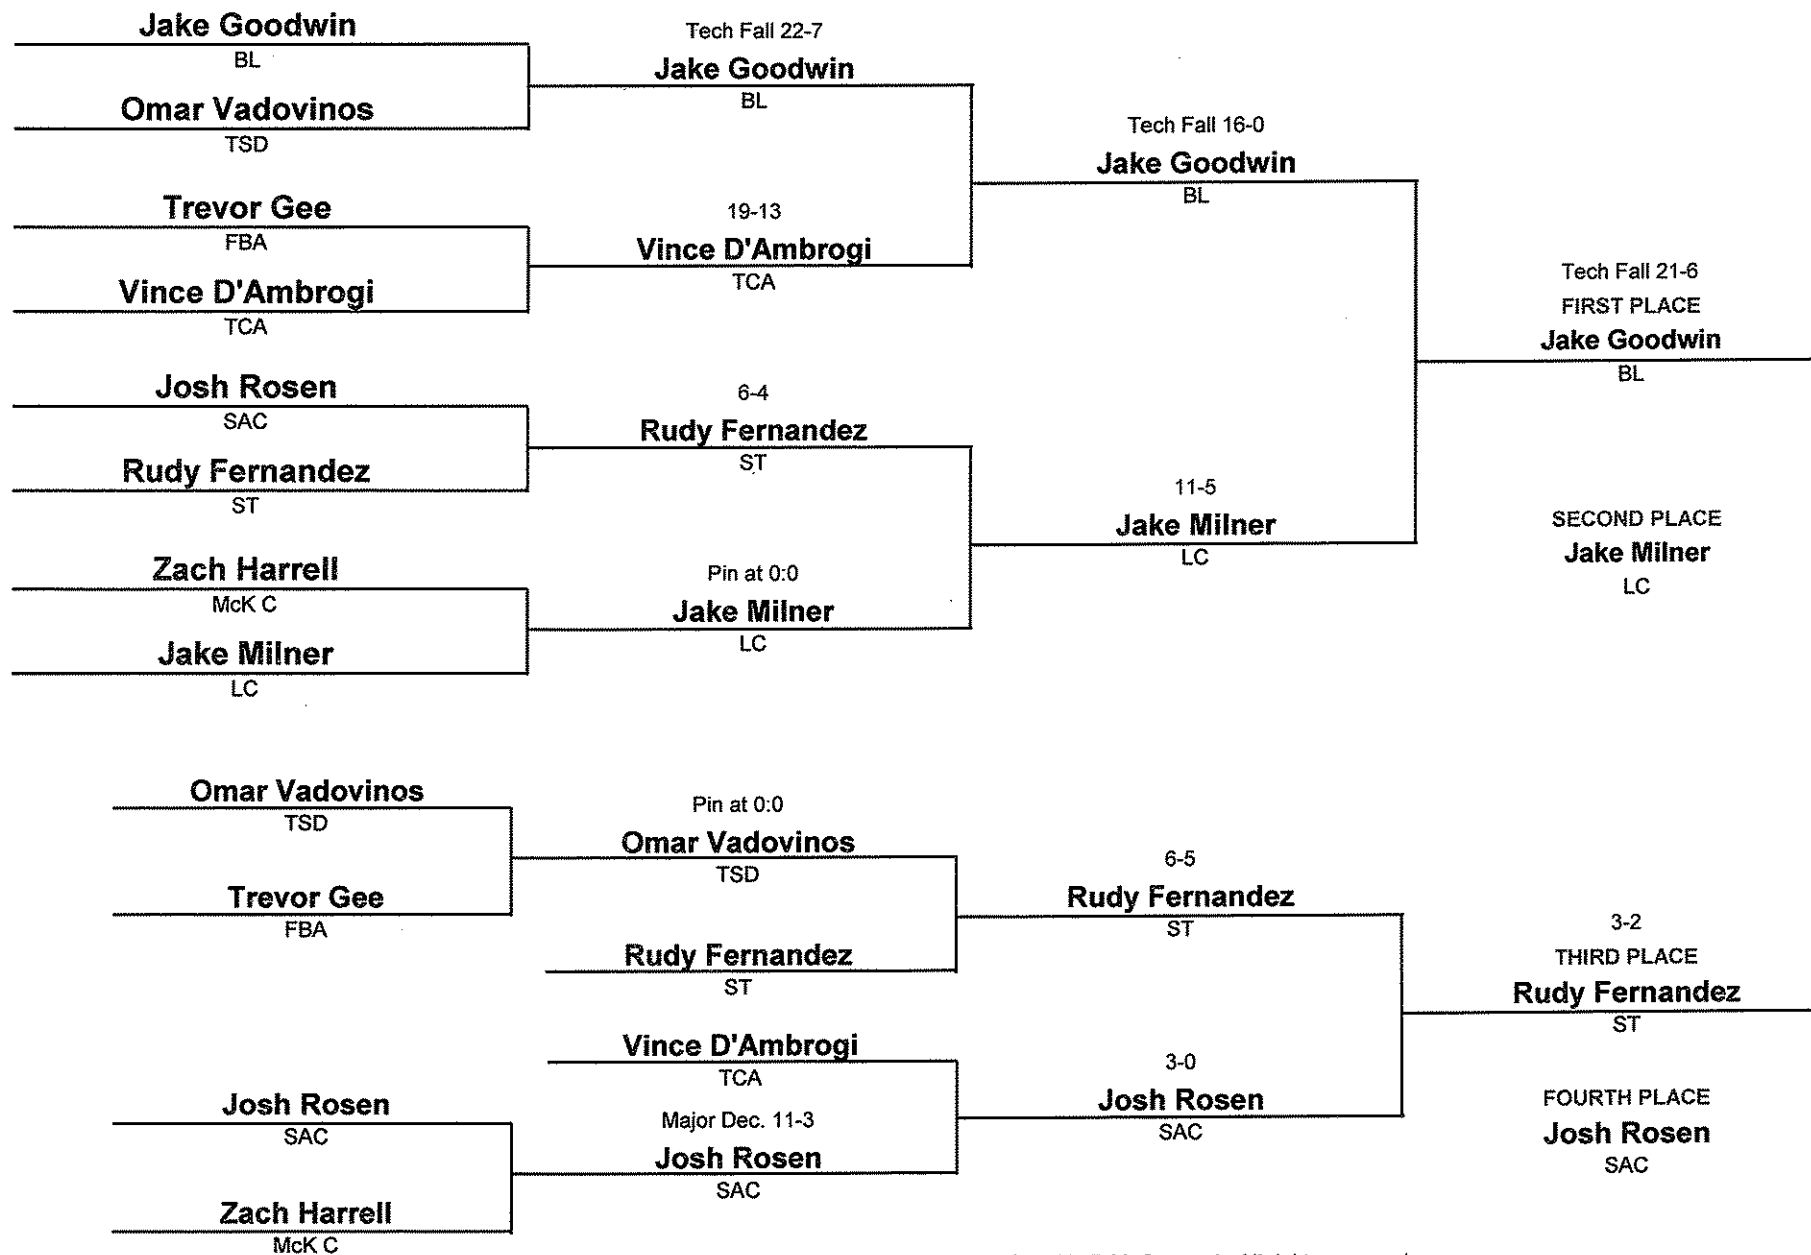 Jake Goodwin
BL
Omar Vadovinos
TSD
Trevor Gee
FBA
Vince D'Ambrogi
TCA
Josh Rosen
SAC
Rudy Fernandez
ST
Zach Harrell
McK C
Jake Milner
LC
Tech Fall 22-7
Jake Goodwin
BL
19-13
Vince D'Ambrogi
TCA
6-4
Rudy Fernandez
ST
Pin at 0:0
Jake Milner
LC
Tech Fall 16-0
Jake Goodwin
BL
11-5
Jake Milner
LC
Tech Fall 21-6
FIRST PLACE
Jake Goodwin
BL
SECOND PLACE
Jake Milner
LC
Omar Vadovinos
TSD
Trevor Gee
FBA
Josh Rosen
SAC
Zach Harrell
McK C
Pin at 0:0
Omar Vadovinos
TSD
Rudy Fernandez
ST
Vince D'Ambrogi
TCA
Major Dec. 11-3
Josh Rosen
SAC
6-5
Rudy Fernandez
ST
3-0
Josh Rosen
SAC
3-2
THIRD PLACE
Rudy Fernandez
ST
FOURTH PLACE
Josh Rosen
SAC